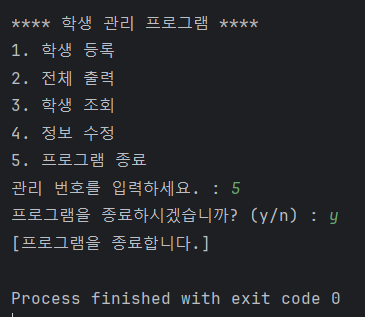 **** 학생 관리 프로그램 ****
1. 학생 등록
2. 전체 출력
3. 학생 조회
4. 정보 수정
5. 프로그램 종료
관리 번호를 입력하세요. : 5
프로그램을 종료하시겠습니까? (y/n) : y
[프로그램을 종료합니다.]
Process finished with exit code 0